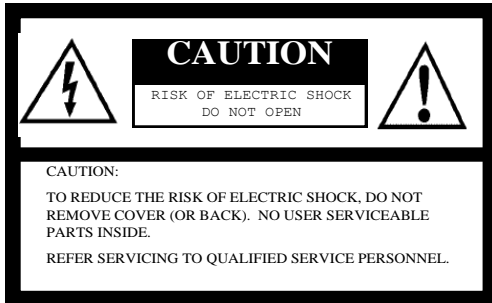 CAUTION
RISK OF ELECTRIC SHOCK
DO NOT OPEN
CAUTION:
TO REDUCE THE RISK OF ELECTRIC SHOCK, DO NOT
REMOVE COVER (OR BACK). NO USER SERVICEABLE
PARTS INSIDE.
REFER SERVICING TO QUALIFIED SERVICE PERSONNEL.